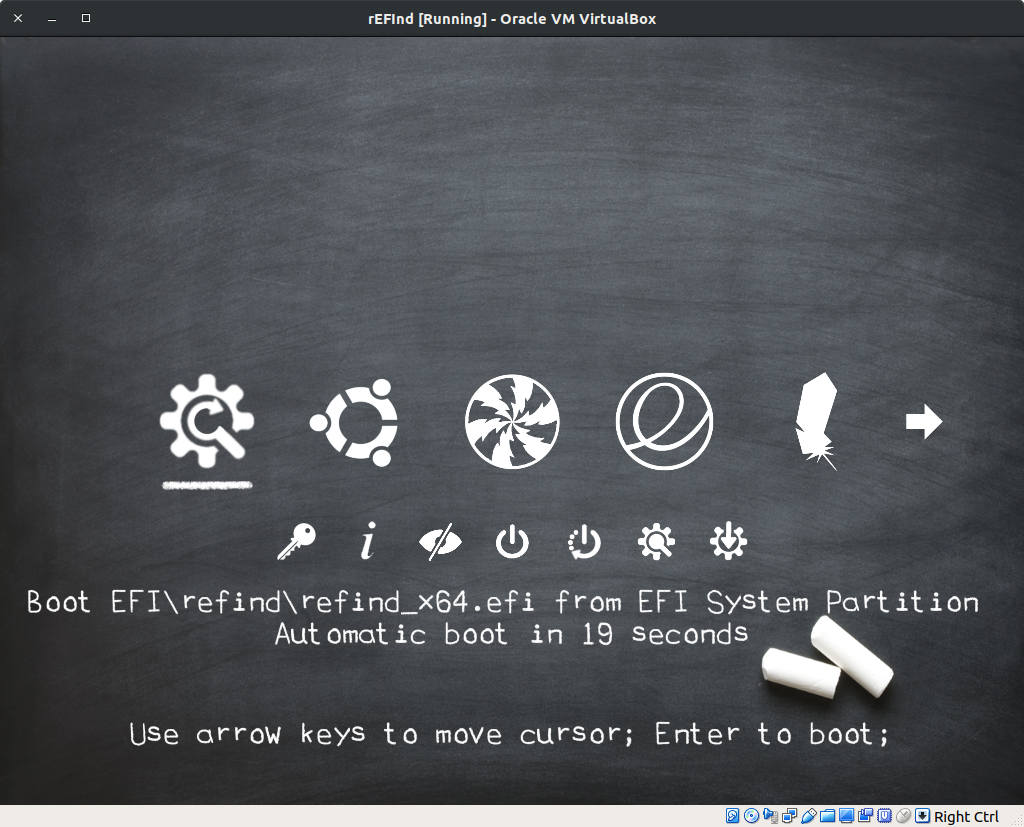 rEFInd [Running] - Oracle VM VirtualBox
Boot EFI\refind\refind_x64.efi from EFI System Partition
Automatic boot in 19 seconds
Use arrow keys to move cursor; Enter to boot;
Right Ctrl